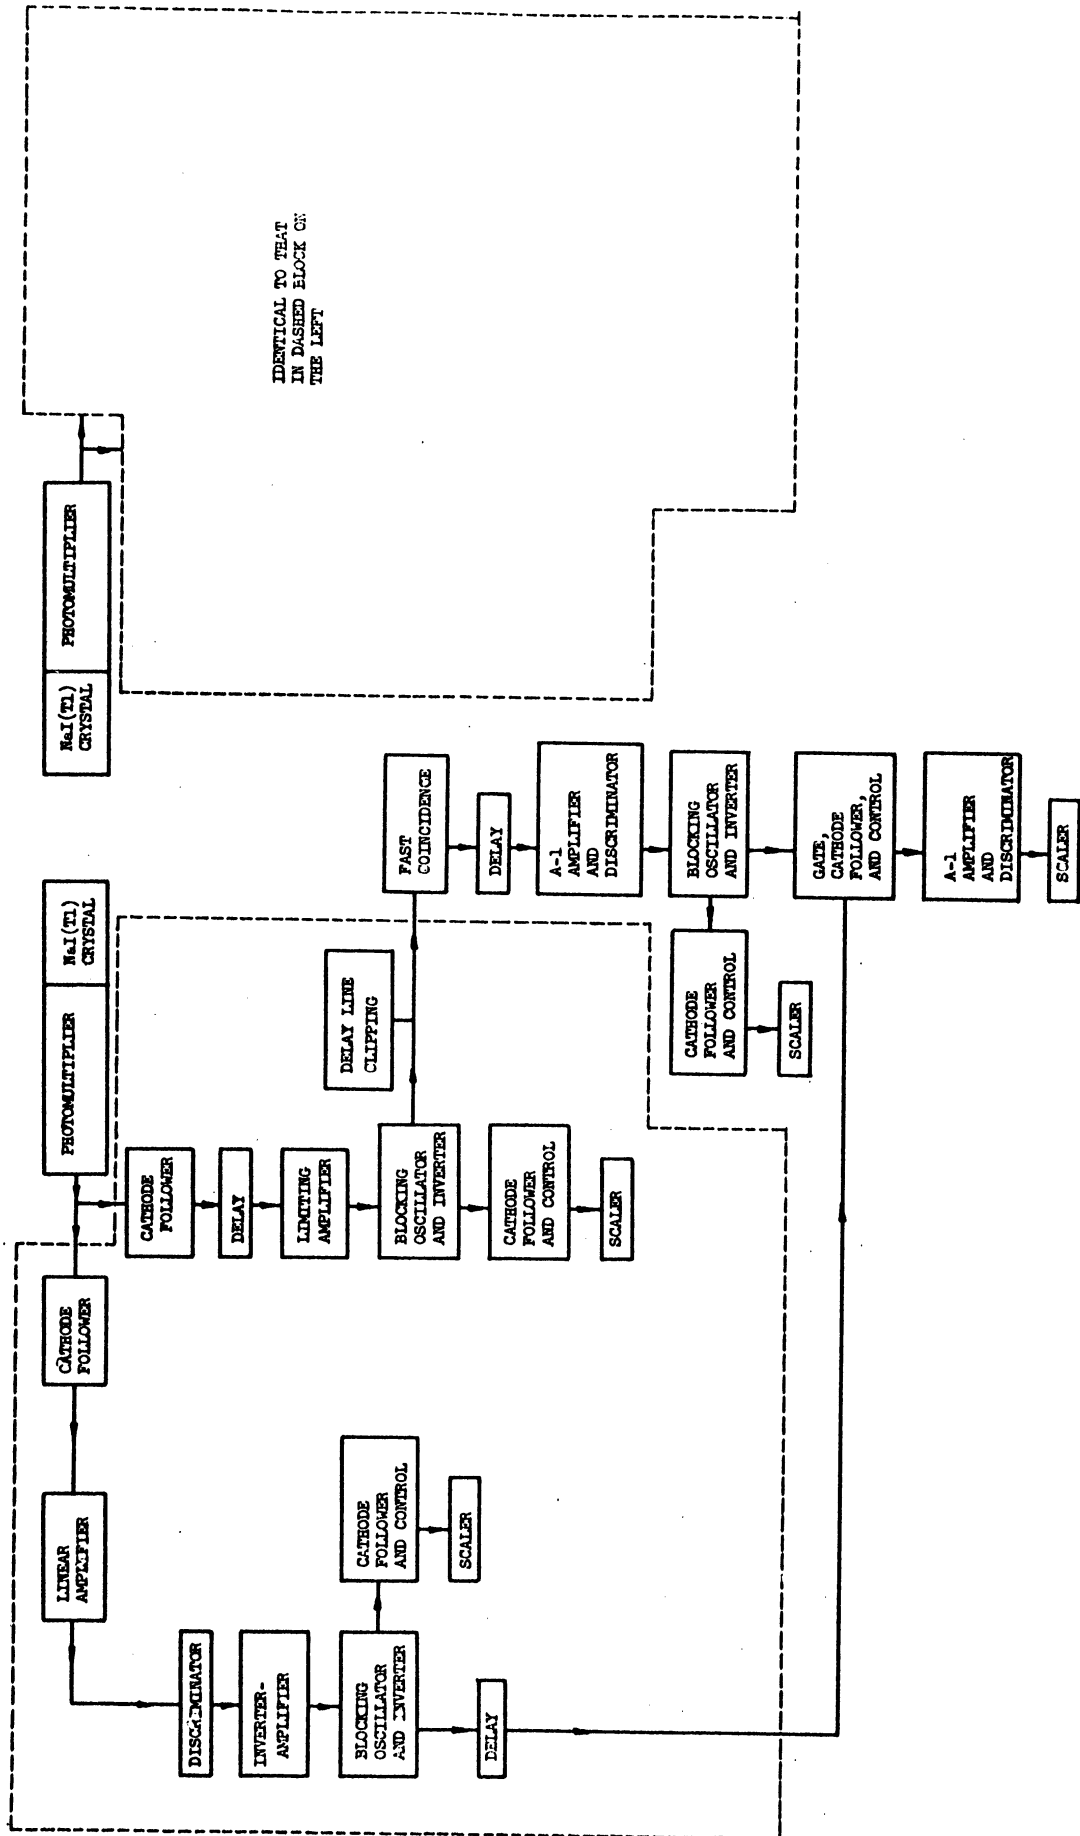 PHOTOMULTIPLIER
NaI(Tl)
CRYSTAL
NaI(Tl)
CRYSTAL
PHOTOMULTIPLIER
LINEAR
AMPLIFIER
CATHODE
FOLLOWER
CATHODE
FOLLOWER
DELAY
LIMITING
AMPLIFIER
BLOCKING
OSCILLATOR
AND INVERTER
CATHODE
FOLLOWER
AND CONTROL
SCALER
DELAY LINE
CLIPPING
DISCRIMINATOR
INVERTER-
AMPLIFIER
BLOCKING
OSCILLATOR
AND INVERTER
CATHODE
FOLLOWER
AND CONTROL
SCALER
DELAY
FAST
COINCIDENCE
DELAY
A-1
AMPLIFIER
AND
DISCRIMINATOR
BLOCKING
OSCILLATOR
AND INVERTER
CATHODE
FOLLOWER
AND CONTROL
SCALER
GATE,
CATHODE
FOLLOWER,
AND CONTROL
A-1
AMPLIFIER
AND
DISCRIMINATOR
SCALER
IDENTICAL TO THAT
IN DASHED BLOCK ON
THE LEFT